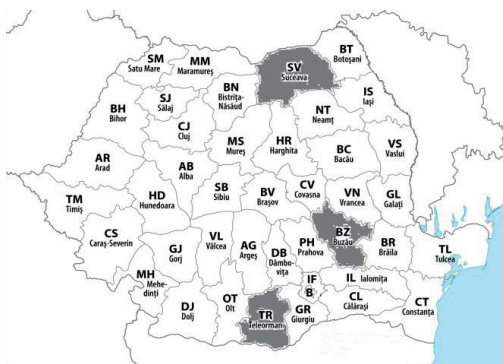 SM
Satu Mare
MM
Maramureș
SV
Suceava
BT
Botoșani
SJ
Sălaj
BN
Bistrița-
Năsăud
IS
Iași
BH
Bihor
NT
Neamț
CJ
Cluj
MS
Mureș
HR
Harghita
BC
Bacău
VS
Vaslui
AR
Arad
AB
Alba
TM
Timiș
HD
Hunedoara
SB
Sibiu
BV
Brașov
CV
Covasna
VN
Vrancea
GL
Galați
CS
Caraș-Severin
GJ
Gorj
VL
Vâlcea
AG
Argeș
DB
Dâmbo-
vița
PH
Prahova
BZ
Buzău
BR
Brăila
TL
Tulcea
MH
Mehe-
dinți
IF
B
IL Ialomița
DJ
Dolj
OT
Olt
TR
Teleorman
GR
Giurgiu
CL
Călărași
CT
Constanța